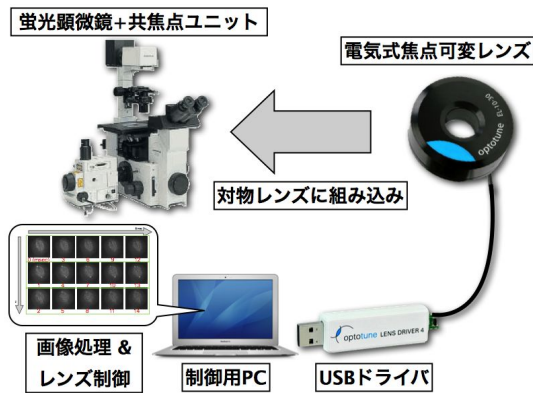 蛍光顕微鏡+共焦点ユニット
電気式焦点可変レンズ
optotune EL-10-30
対物レンズに組み込み
optotune LENS DRIVER 4
画像処理 &
レンズ制御
制御用PC
USBドライバ